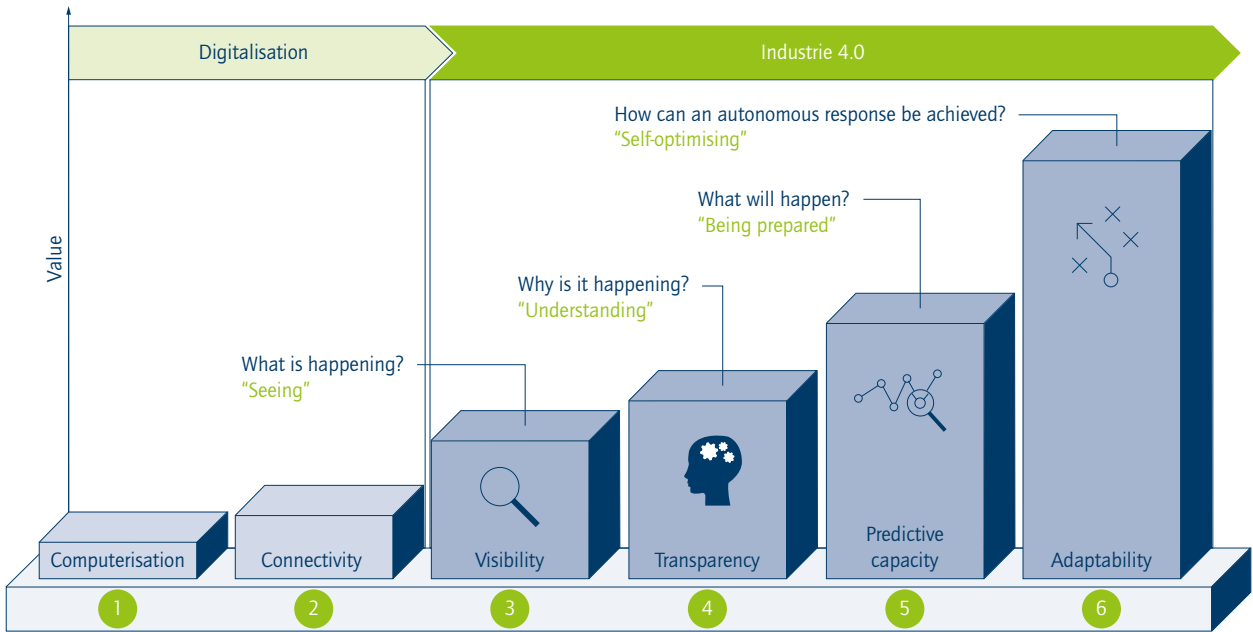 Digitalisation
Industrie 4.0
How can an autonomous response be achieved?
"Self-optimising"
What will happen?
"Being prepared"
Value
Why is it happening?
"Understanding"
What is happening?
"Seeing"
Computerisation
Connectivity
Visibility
Transparency
Predictive
capacity
Adaptability
1
2
3
4
5
6